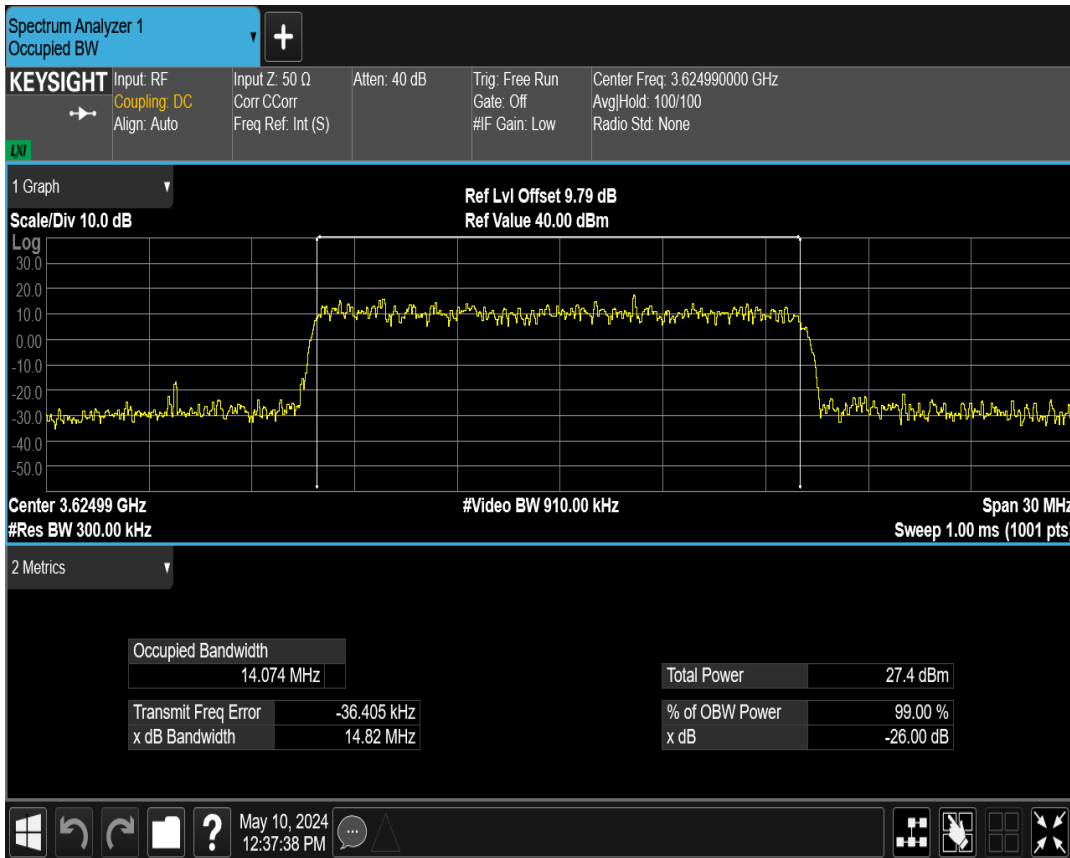 Spectrum Analyzer 1
Occupied BW
+
KEYSIGHT
LXI
Input: RF
Coupling: DC
Align: Auto
Input Z: 50 Ω
Corr CCorr
Freq Ref: Int (S)
Atten: 40 dB
Trig: Free Run
Gate: Off
#IF Gain: Low
Center Freq: 3.624990000 GHz
Avg|Hold: 100/100
Radio Std: None
1 Graph
Scale/Div 10.0 dB
Ref Lvl Offset 9.79 dB
Ref Value 40.00 dBm
Log
30.0
20.0
10.0
0.00
-10.0
-20.0
-30.0
-40.0
-50.0
Center 3.62499 GHz
#Video BW 910.00 kHz
Span 30 MHz
#Res BW 300.00 kHz
Sweep 1.00 ms (1001 pts)
2 Metrics
Occupied Bandwidth
14.074 MHz
Transmit Freq Error -36.405 kHz
x dB Bandwidth 14.82 MHz
Total Power 27.4 dBm
% of OBW Power 99.00 %
x dB -26.00 dB
?
May 10, 2024
12:37:38 PM